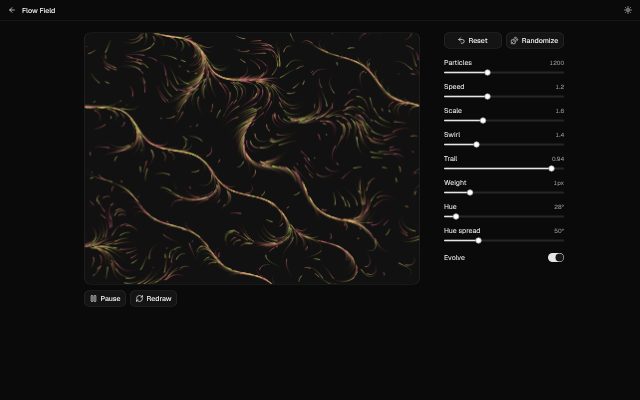 Flow Field
Reset Randomize
Particles 1200
Speed 1.2
Scale 1.8
Swirl 1.4
Trail 0.94
Weight 1px
Hue 28°
Hue spread 50°
Evolve
Pause Redraw